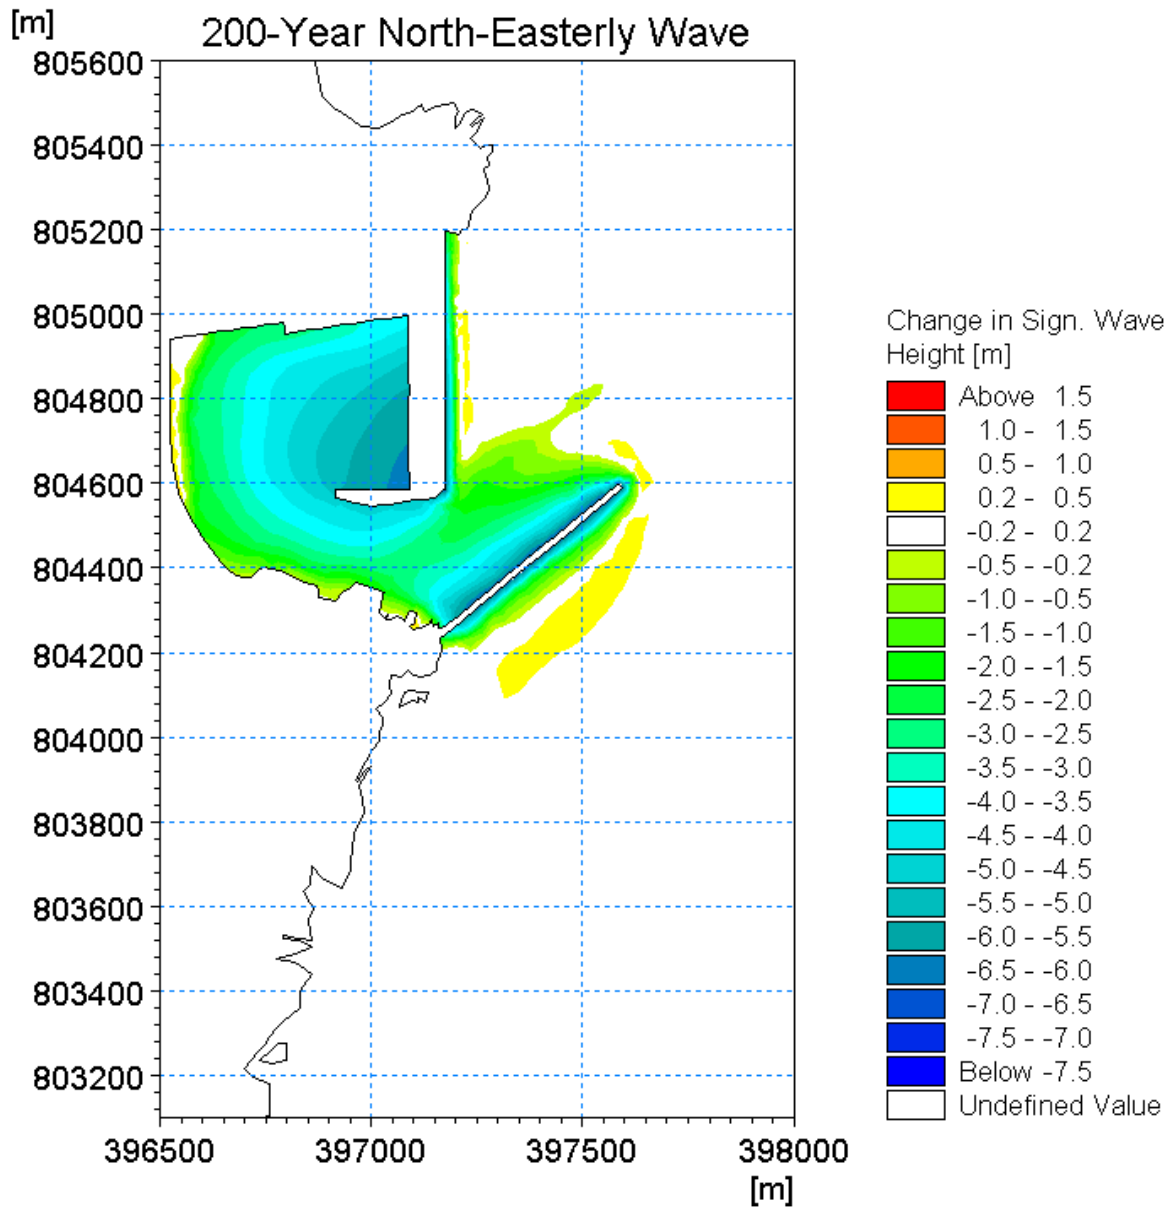 [m]
200-Year North-Easterly Wave
805600
805400
805200
805000
804800
804600
804400
804200
804000
803800
803600
803400
803200
396500 397000 397500 398000
[m]
Change in Sign. Wave
Height [m]
Above 1.5
1.0 - 1.5
0.5 - 1.0
0.2 - 0.5
-0.2 - 0.2
-0.5 - -0.2
-1.0 - -0.5
-1.5 - -1.0
-2.0 - -1.5
-2.5 - -2.0
-3.0 - -2.5
-3.5 - -3.0
-4.0 - -3.5
-4.5 - -4.0
-5.0 - -4.5
-5.5 - -5.0
-6.0 - -5.5
-6.5 - -6.0
-7.0 - -6.5
-7.5 - -7.0
Below -7.5
Undefined Value